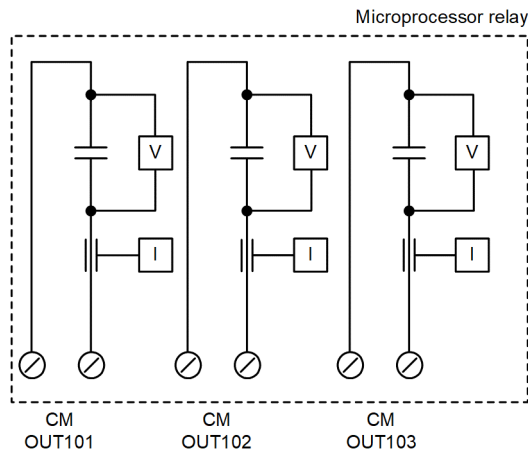 Microprocessor relay
V V V
I I I
CM CM CM
OUT101 OUT102 OUT103